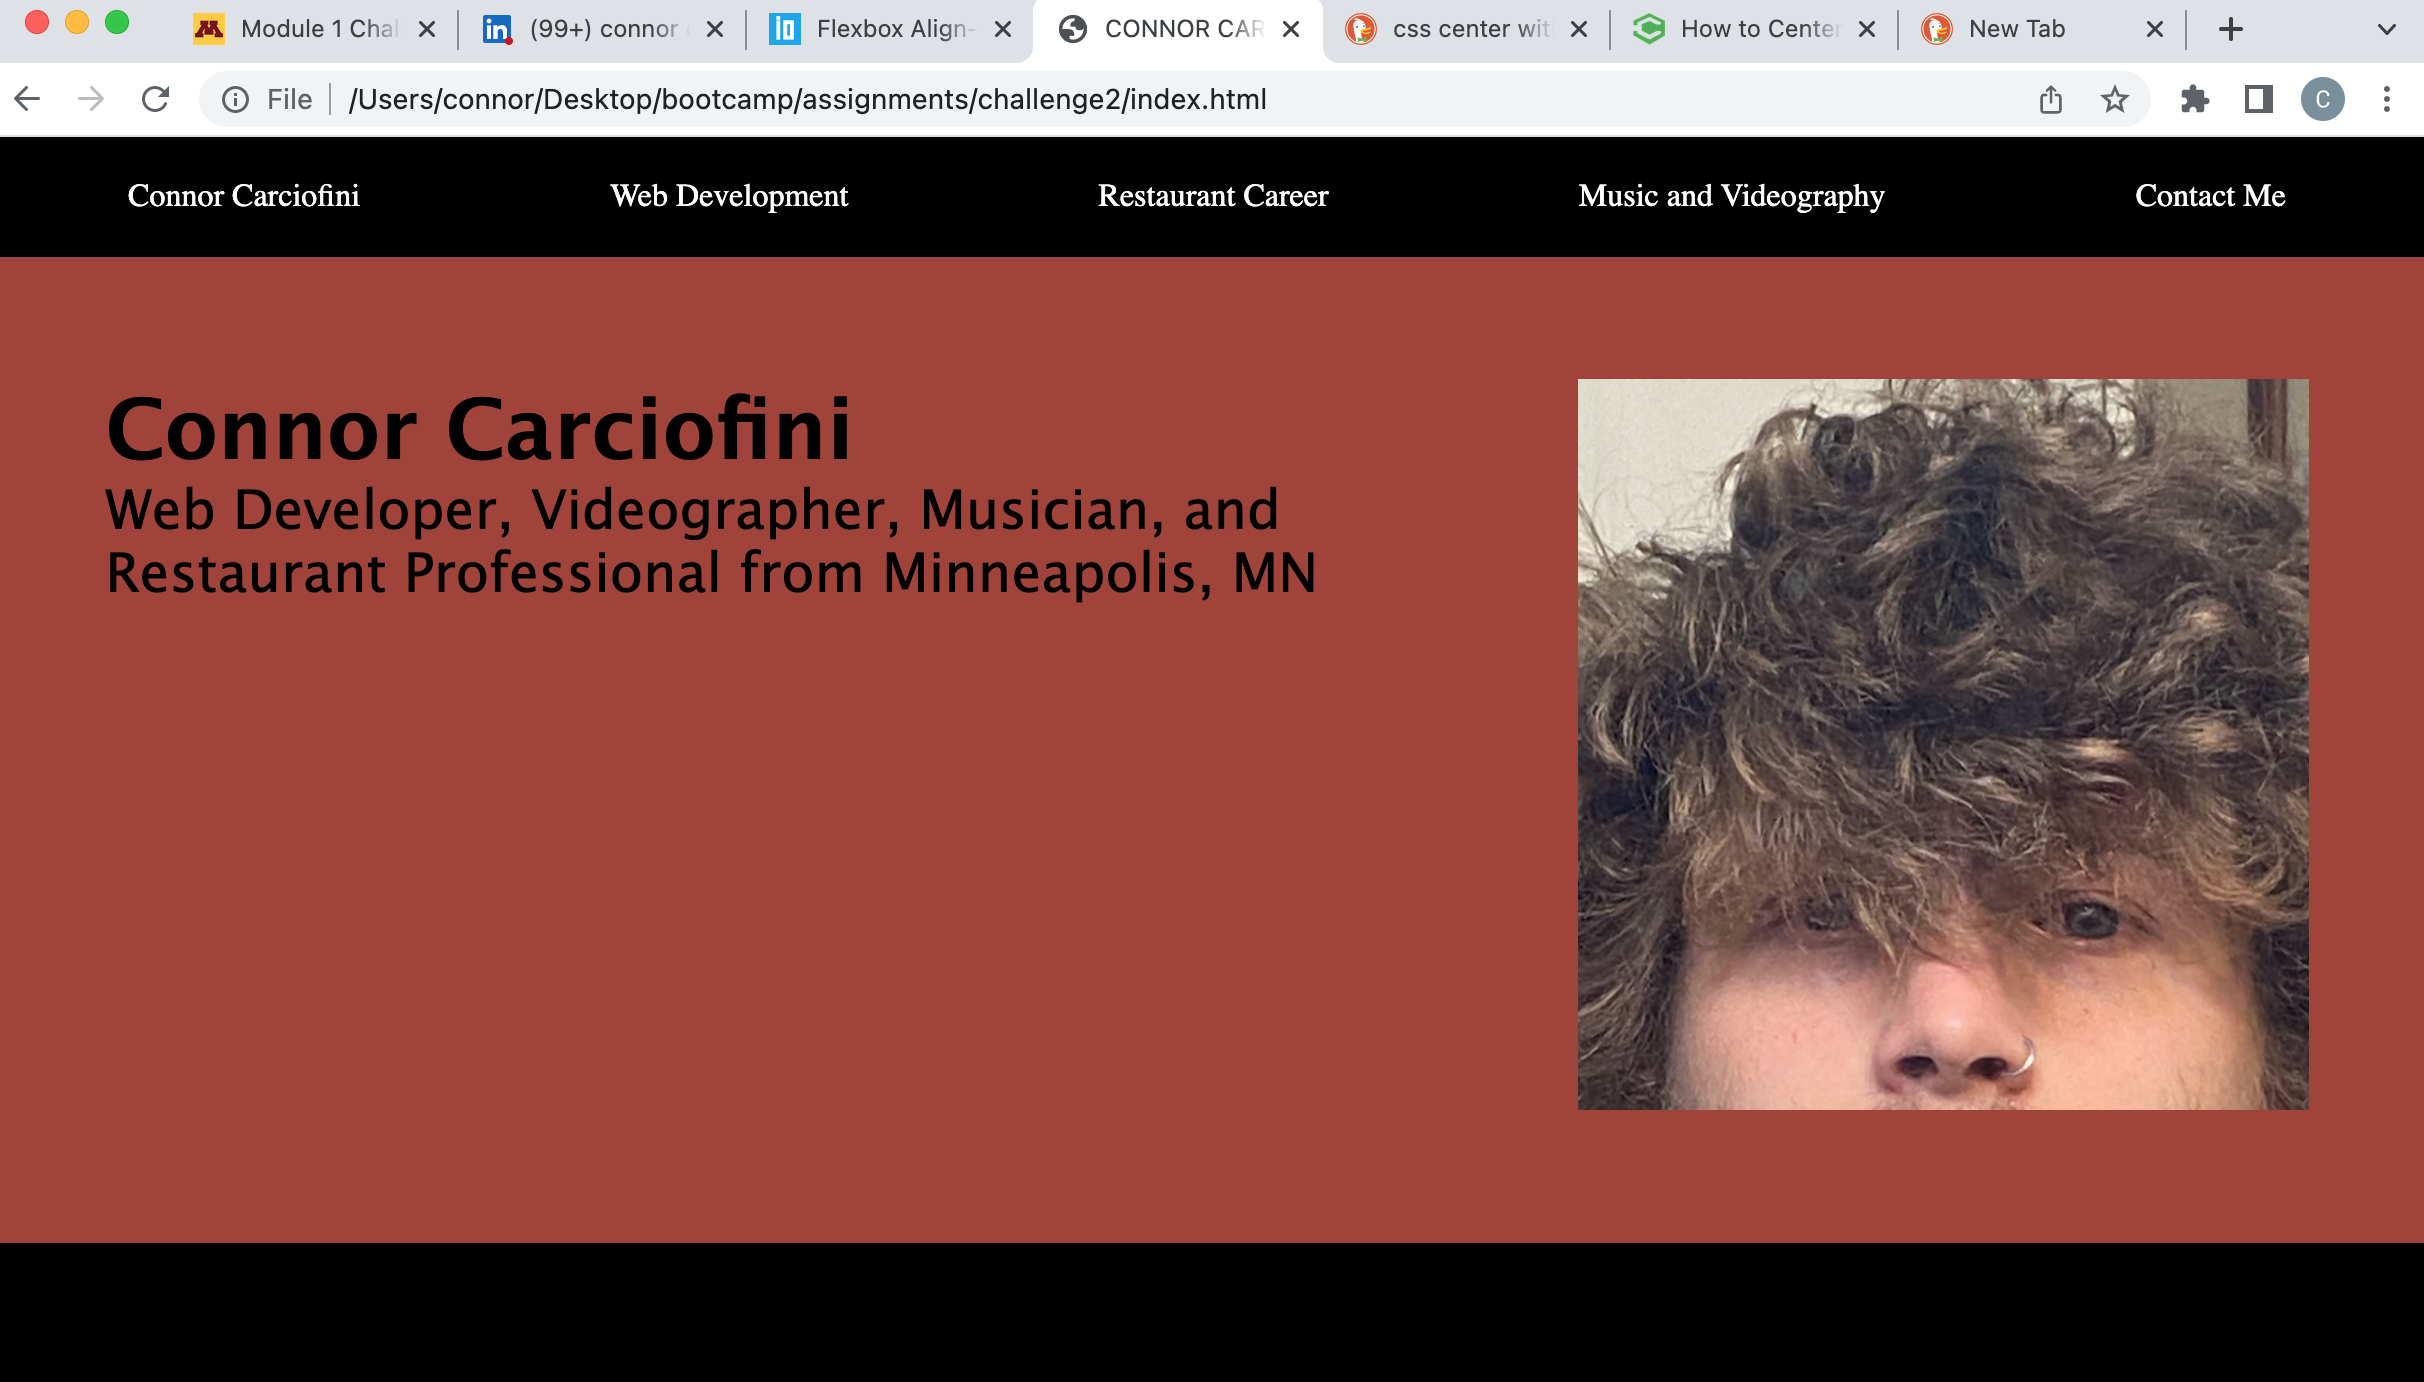 Module 1 Chal
in (99+) connor
io Flexbox Align-
CONNOR CAR
css center wit
How to Center
New Tab
File /Users/connor/Desktop/bootcamp/assignments/challenge2/index.html
C
Connor Carciofini
Web Development
Restaurant Career
Music and Videography
Contact Me
Connor Carciofini
Web Developer, Videographer, Musician, and
Restaurant Professional from Minneapolis, MN